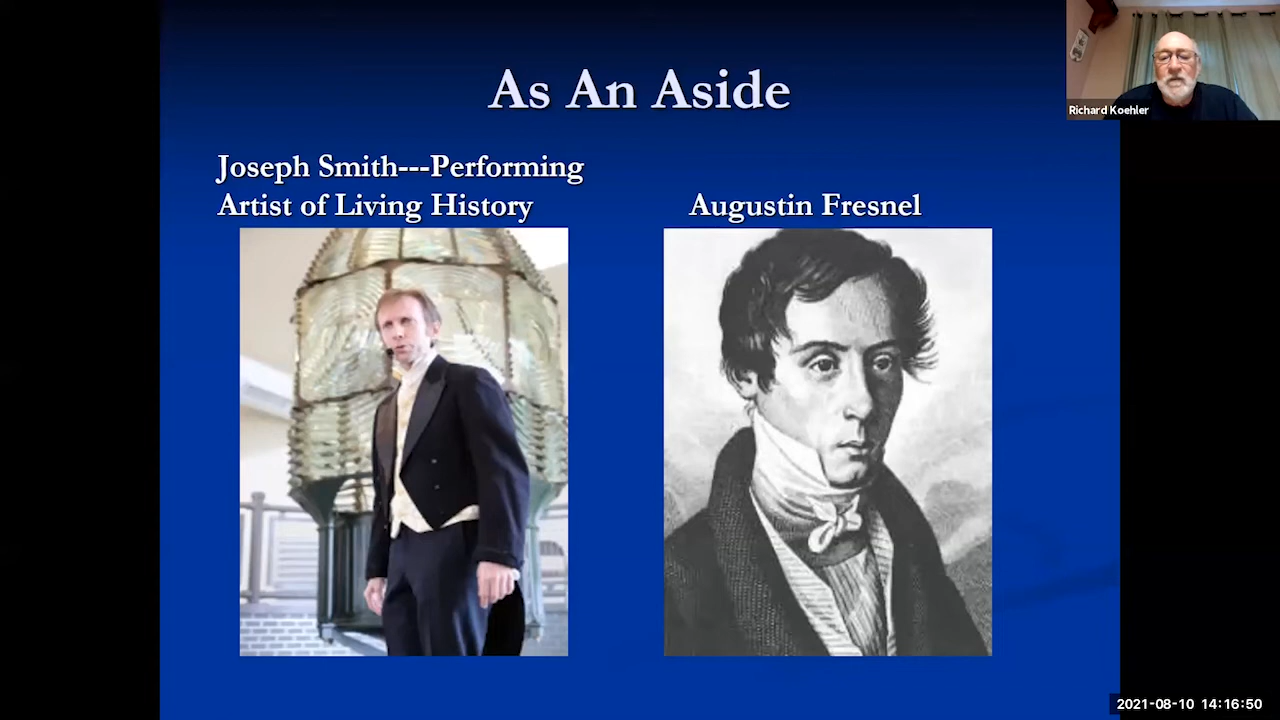 As An Aside
Richard Koehler
Joseph Smith---Performing
Artist of Living History
Augustin Fresnel
2021-08-10 14:16:50